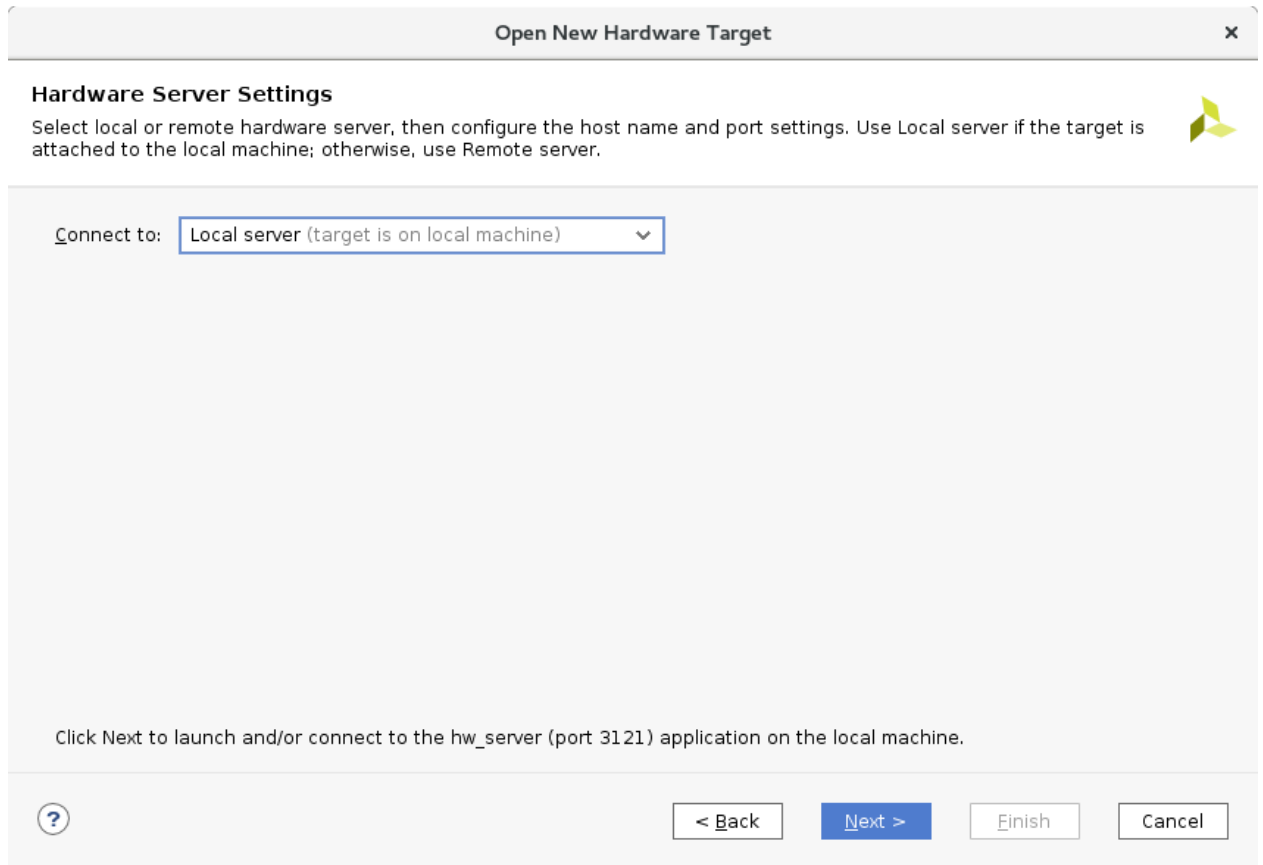 Open New Hardware Target
Hardware Server Settings
Select local or remote hardware server, then configure the host name and port settings. Use Local server if the target is
attached to the local machine; otherwise, use Remote server.
Connect to: Local server (target is on local machine)
Click Next to launch and/or connect to the hw_server (port 3121) application on the local machine.
? < Back Next > Finish Cancel